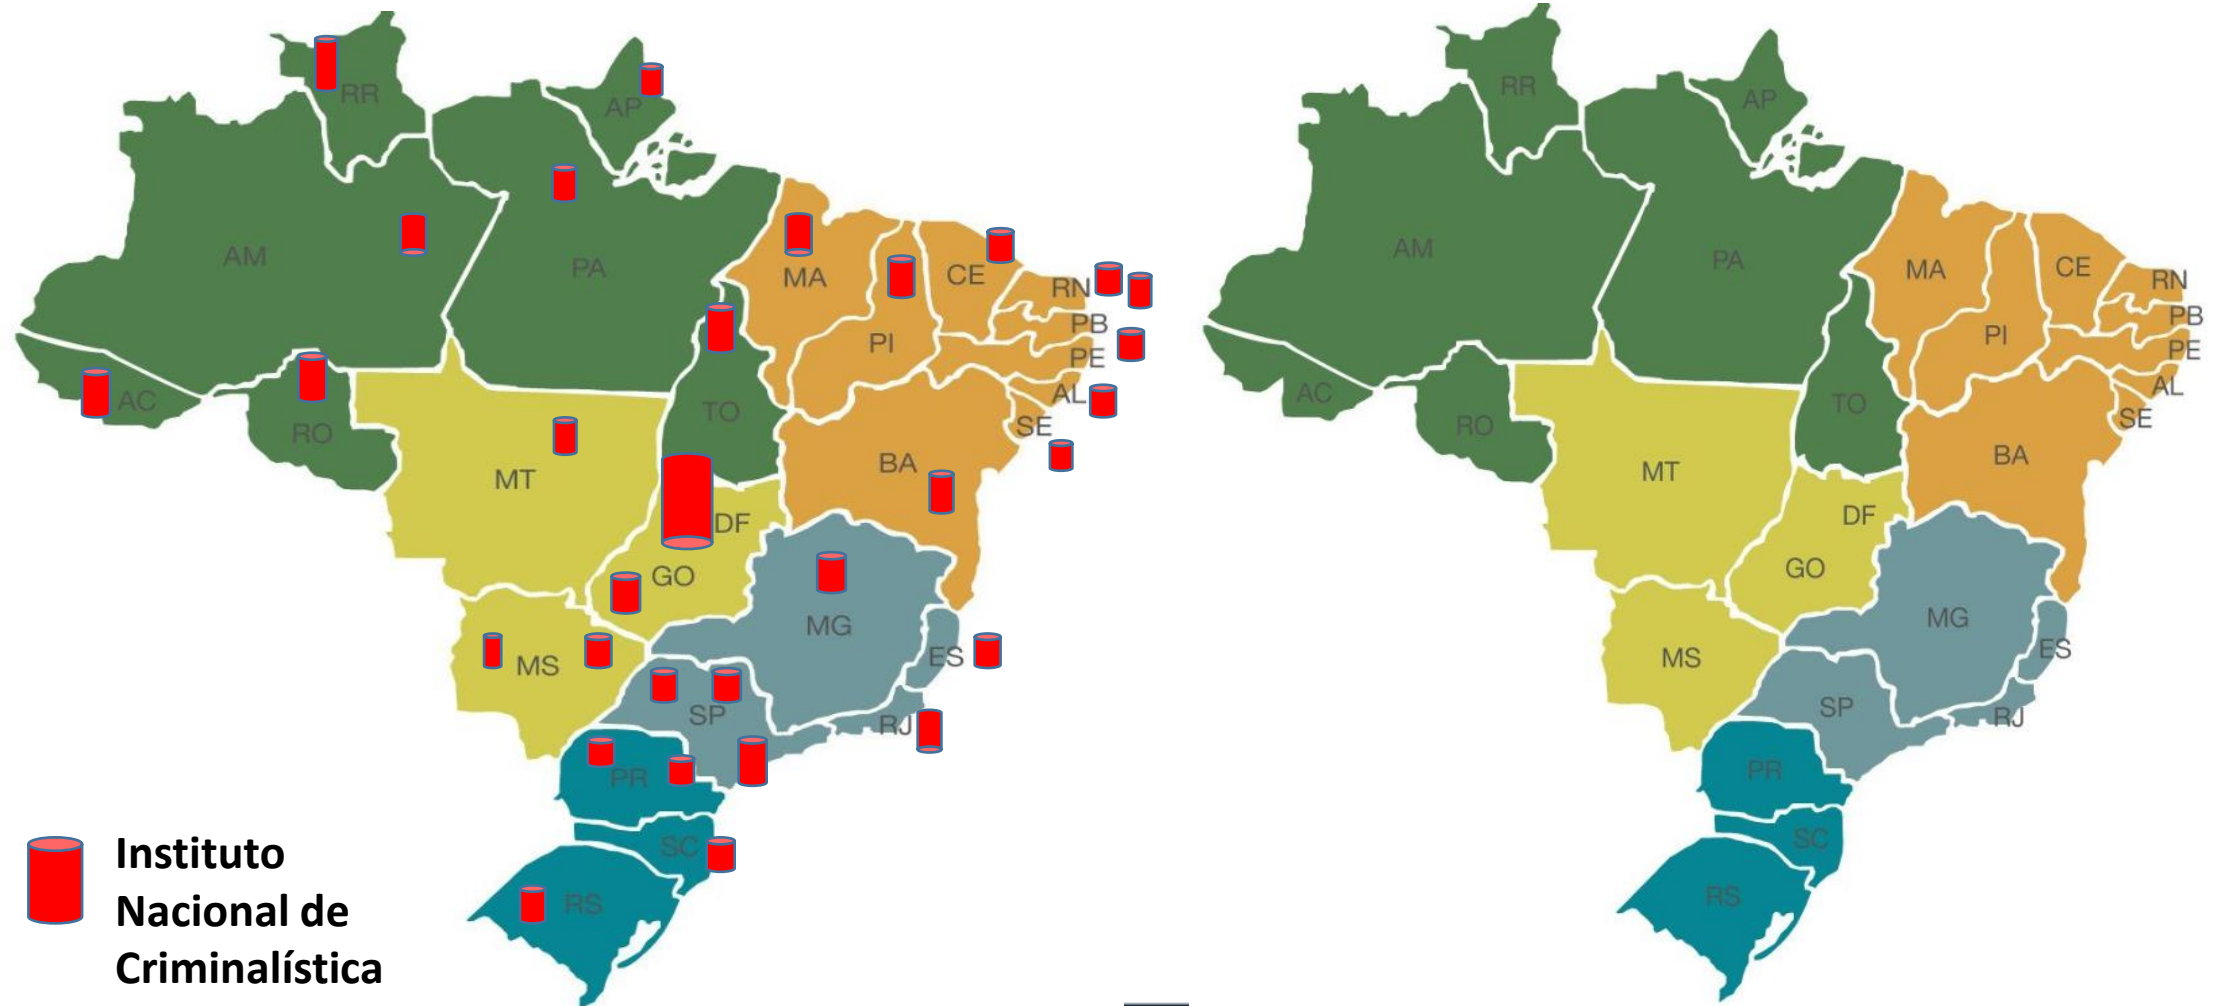 RR
AP
AM
PA
MA
CE
RN
PB
PI
PE
AL
AC
TO
SE
RO
BA
MT
DF
GO
MG
ES
MS
SP
RJ
PR
SC
RS
Instituto
Nacional de
Criminalística
RR
AP
AM
PA
MA
CE
RN
PB
PI
PE
AL
AC
TO
SE
RO
BA
MT
DF
GO
MG
ES
MS
SP
RJ
PR
SC
RS